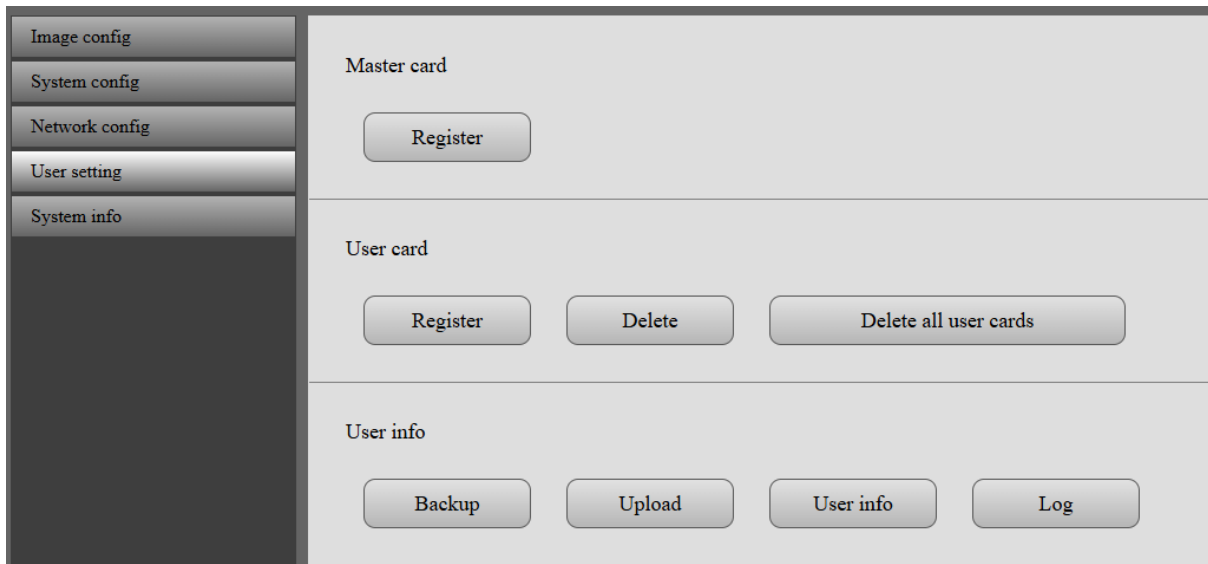 Image config
System config
Network config
User setting
System info
Master card
Register
User card
Register
Delete
Delete all user cards
User info
Backup
Upload
User info
Log